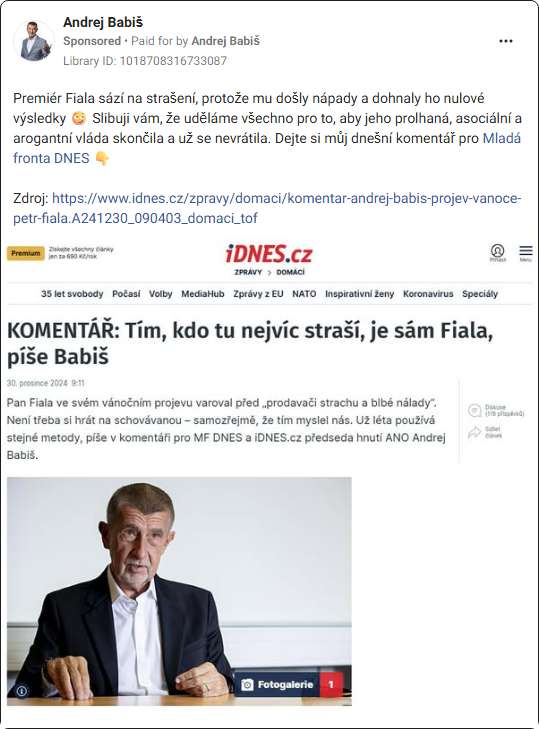 Andrej Babiš
Sponsored • Paid for by Andrej Babiš
Library ID: 1018708316733087
Premiér Fiala sází na strašení, protože mu došly nápady a dohnaly ho nulové
výsledky 😳 Slibuji vám, že uděláme všechno pro to, aby jeho prolhaná, asociální a
arogantní vláda skončila a už se nevrátila. Dejte si můj dnešní komentář pro Mladá
fronta DNES 👇
Zdroj: https://www.idnes.cz/zpravy/domaci/komentar-andrej-babis-projev-vanoce-
petr-fiala.A241230_090403_domaci_tof
Premium
Získejte všechny články
jen za 690 Kč/rok
iDNES.cz
ZPRÁVY > DOMÁCÍ
Přihlásit
Menu
35 let svobody Počasí Volby MediaHub Zprávy z EU NATO Inspirativní ženy Koronavirus Speciály
KOMENTÁŘ: Tím, kdo tu nejvíc straší, je sám Fiala,
píše Babiš
30. prosince 2024 9:11
Pan Fiala ve svém vánočním projevu varoval před „prodavači strachu a blbé nálady“.
Není třeba si hrát na schovávanou – samozřejmě, že tím myslel nás. Už léta používá
stejné metody, píše v komentáři pro MF DNES a iDNES.cz předseda hnutí ANO Andrej
Babiš.
Diskuse
Sdílet
článek
Fotogalerie 1